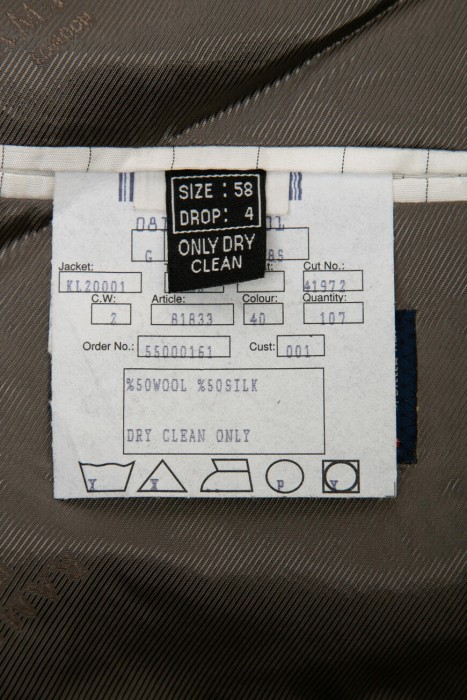 SIZE : 58
DROP: 4
ONLY DRY
CLEAN
Jacket:
Cut No.:
KL20001
41972
C.W:
Article:
Colour:
Quantity:
2
81833
40
107
Order No.:
55000161
Cust:
001
%50WOOL %50SILK
DRY CLEAN ONLY
X
X
P